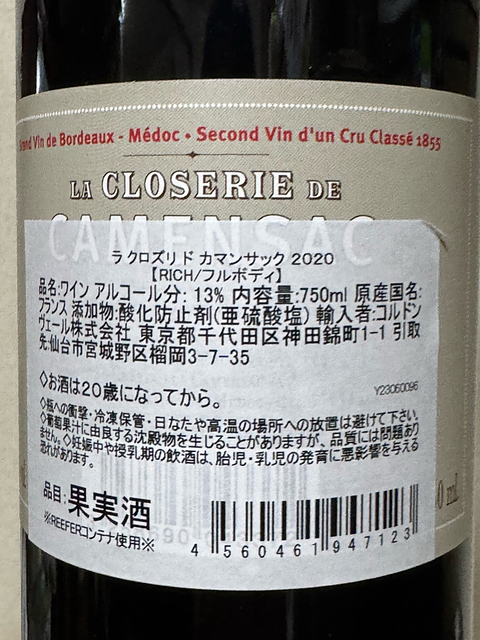 Grand Vin de Bordeaux - Médoc • Second Vin d'un Cru Classé 1855
LA CLOSERIE DE
CAMENSAC
ラ クロズリ ド カマンサック 2020
【RICH/フルボディ】
品名:ワイン アルコール分: 13% 内容量:750ml 原産国名:
フランス 添加物:酸化防止剤(亜硫酸塩) 輸入者:コルドン
ヴェール株式会社 東京都千代田区神田錦町1-1 引取
先:仙台市宮城野区榴岡3-7-35
◇お酒は20歳になってから。
Y23060096
◇瓶への衝撃・冷凍保管・日なたや高温の場所への放置は避けて下さい。
◇葡萄果汁に由良する沈殿物を生じることがありますが、品質には問題あり
ません。◇妊娠中や授乳期の飲酒は、胎児・乳児の発育に悪影響を与える
恐れがあります。
品目:果実酒
※REEFERコンテナ使用※
4 560461 947123
0 mL